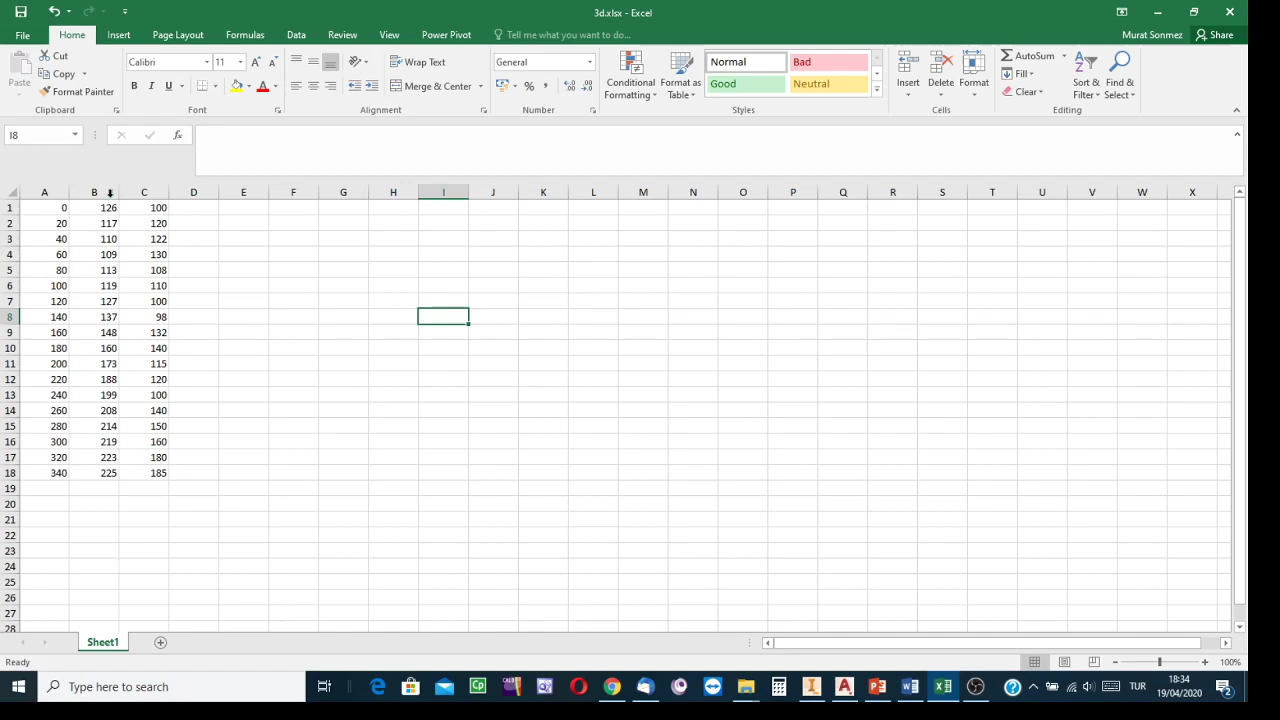 3d.xlsx - Excel
File Home Insert Page Layout Formulas Data Review View Power Pivot Tell me what you want to do... Murat Sonmez Share
Paste Cut Copy Format Painter
Calibri 11 A A
B I U A
Wrap Text
Merge & Center
General
% ,
Conditional Formatting Format as Table
Normal Bad
Good Neutral
Insert Delete Format
AutoSum Fill Clear
Sort & Filter Find & Select
Clipboard Font Alignment Number Styles Cells Editing
I8 fx
A B C D E F G H I J K L M N O P Q R S T U V W X
1 0 126 100
2 20 117 120
3 40 110 122
4 60 109 130
5 80 113 108
6 100 119 110
7 120 127 100
8 140 137 98
9 160 148 132
10 180 160 140
11 200 173 115
12 220 188 120
13 240 199 100
14 260 208 140
15 280 214 150
16 300 219 160
17 320 223 180
18 340 225 185
19
20
21
22
23
24
25
26
27
28
Sheet1
Ready 100%
Type here to search
Cp
TUR
18:34
19/04/2020
2